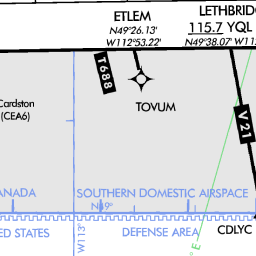 ETLEM
N49°26.13'
W112°53.22'
LETHBRIDG
115.7 YQL
N49°38.07' W11
T688
TOVUM
Cardston
(CEA6)
V 21
ANADA
SOUTHERN DOMESTIC AIRSPACE
N49°
ED STATES
W113°
DEFENSE AREA
CDLYC
E